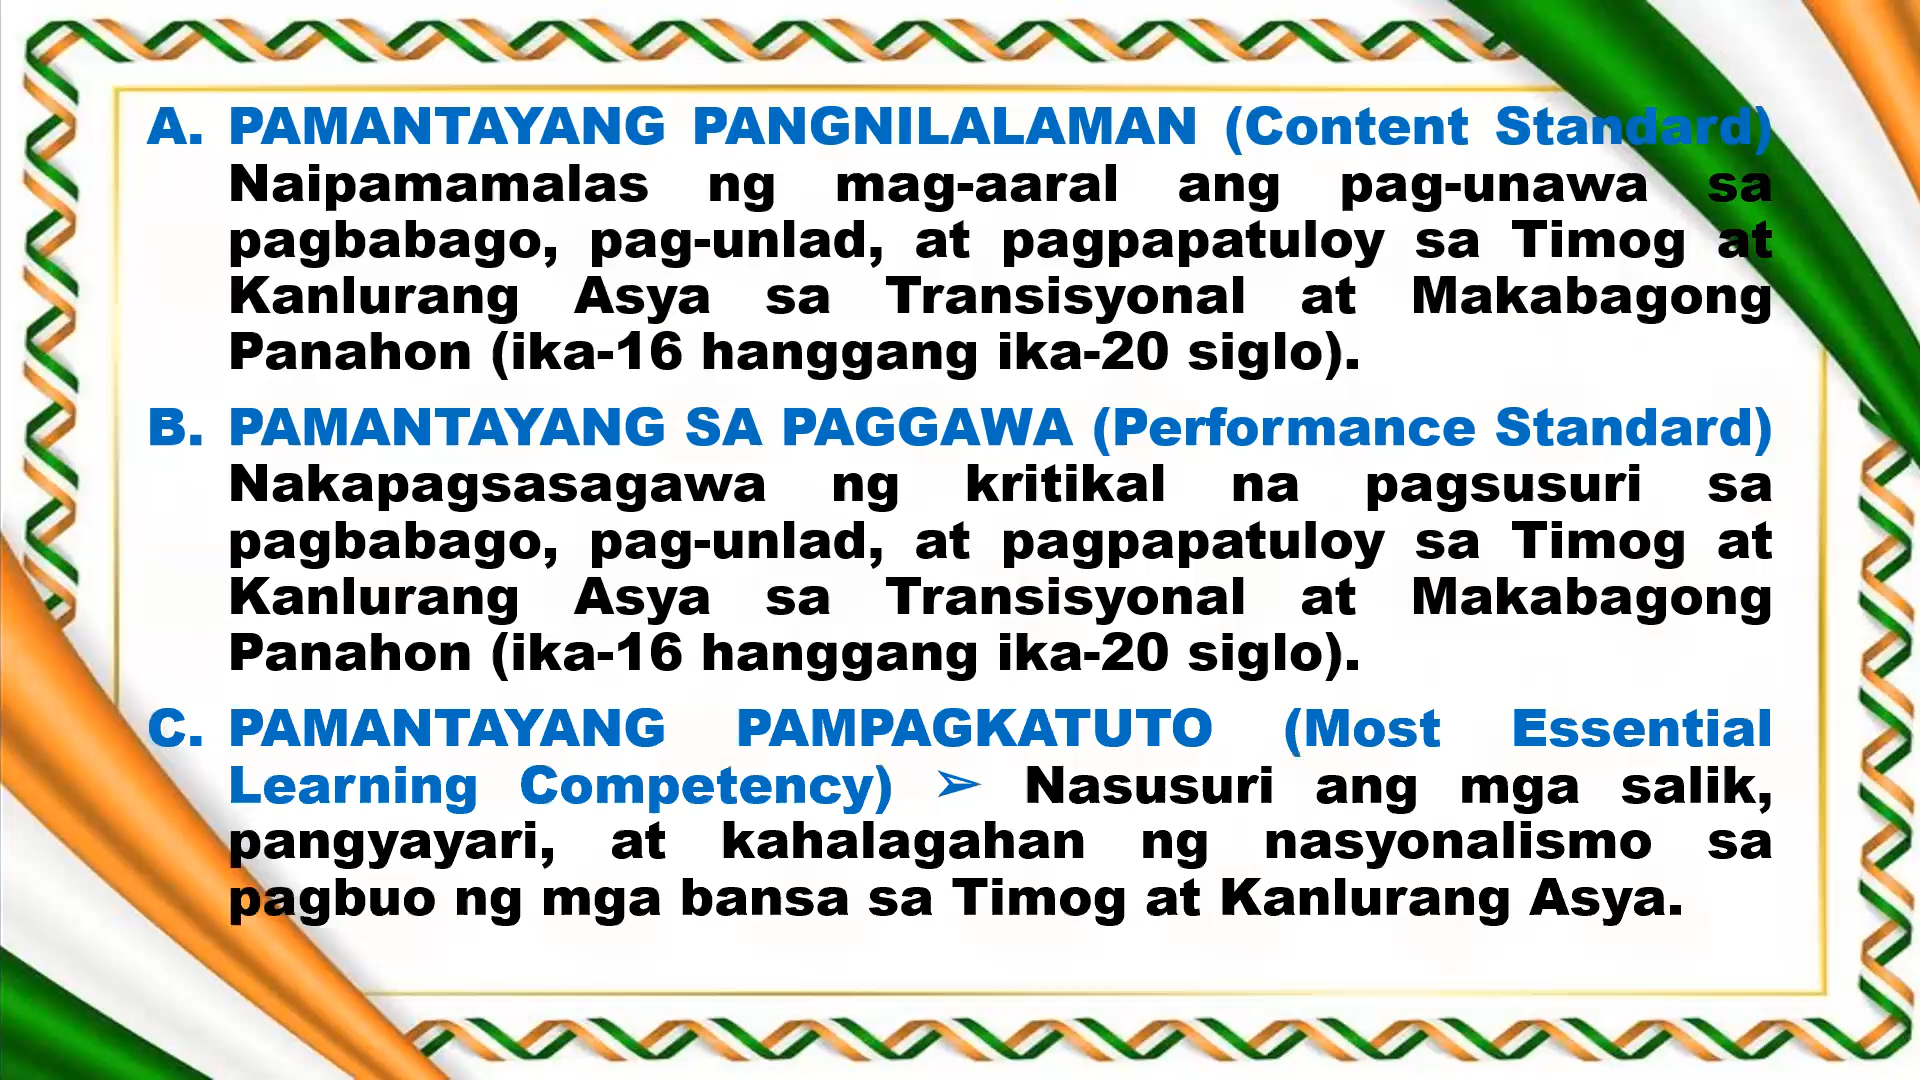 A. PAMANTAYANG PANGNILALAMAN (Content Standard)
Naipamamalas ng mag-aaral ang pag-unawa sa
pagbabago, pag-unlad, at pagpapatuloy sa Timog at
Kanlurang Asya sa Transisyonal at Makabagong
Panahon (ika-16 hanggang ika-20 siglo).
B. PAMANTAYANG SA PAGGAWA (Performance Standard)
Nakapagsasagawa ng kritikal na pagsusuri sa
pagbabago, pag-unlad, at pagpapatuloy sa Timog at
Kanlurang Asya sa Transisyonal at Makabagong
Panahon (ika-16 hanggang ika-20 siglo).
C. PAMANTAYANG PAMPAGKATUTO (Most Essential
Learning Competency) ➢ Nasusuri ang mga salik,
pangyayari, at kahalagahan ng nasyonalismo sa
pagbuo ng mga bansa sa Timog at Kanlurang Asya.